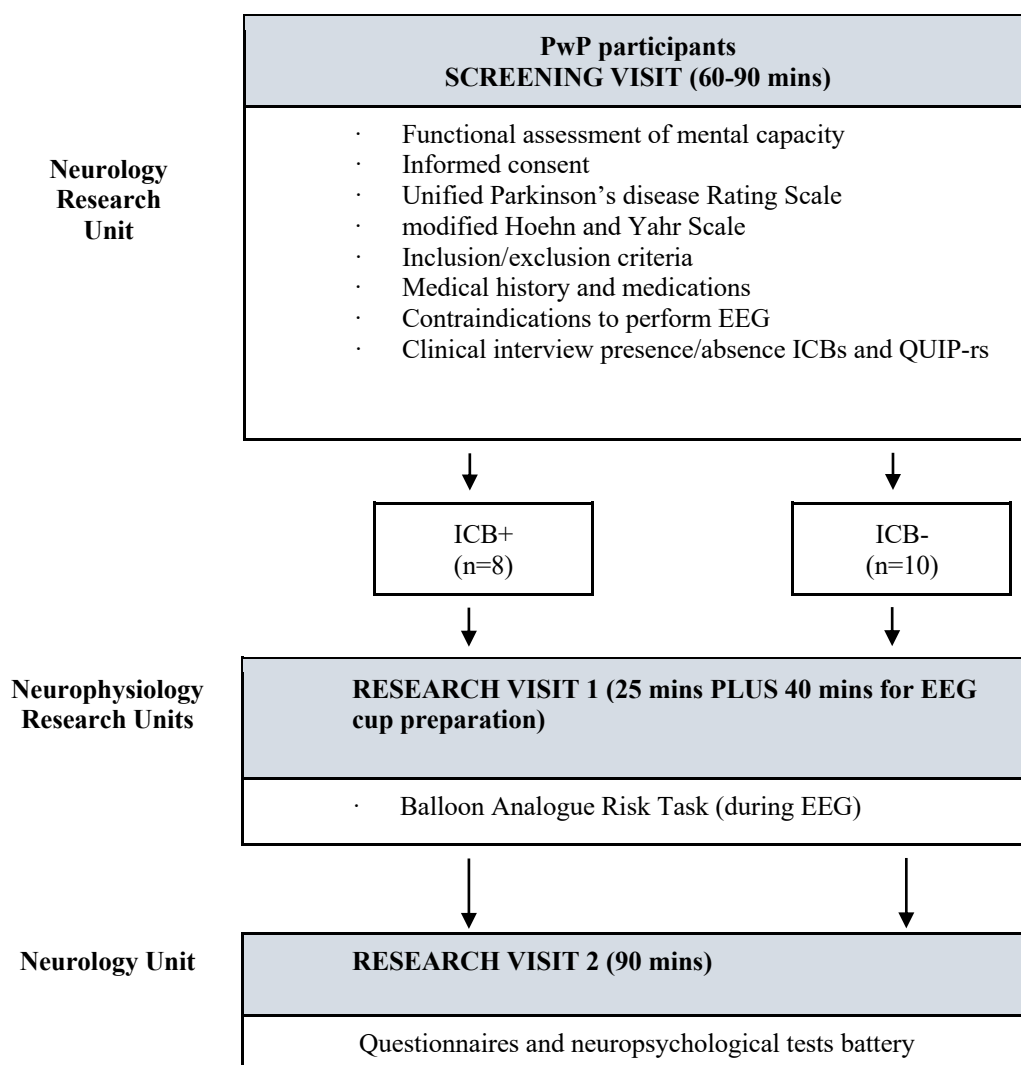 PwP participants
SCREENING VISIT (60-90 mins)
Neurology
Research
Unit
· Functional assessment of mental capacity
· Informed consent
· Unified Parkinson’s disease Rating Scale
· modified Hoehn and Yahr Scale
· Inclusion/exclusion criteria
· Medical history and medications
· Contraindications to perform EEG
· Clinical interview presence/absence ICBs and QUIP-rs
ICB+
(n=8)
ICB-
(n=10)
Neurophysiology
Research Units
RESEARCH VISIT 1 (25 mins PLUS 40 mins for EEG
cup preparation)
· Balloon Analogue Risk Task (during EEG)
Neurology Unit
RESEARCH VISIT 2 (90 mins)
Questionnaires and neuropsychological tests battery